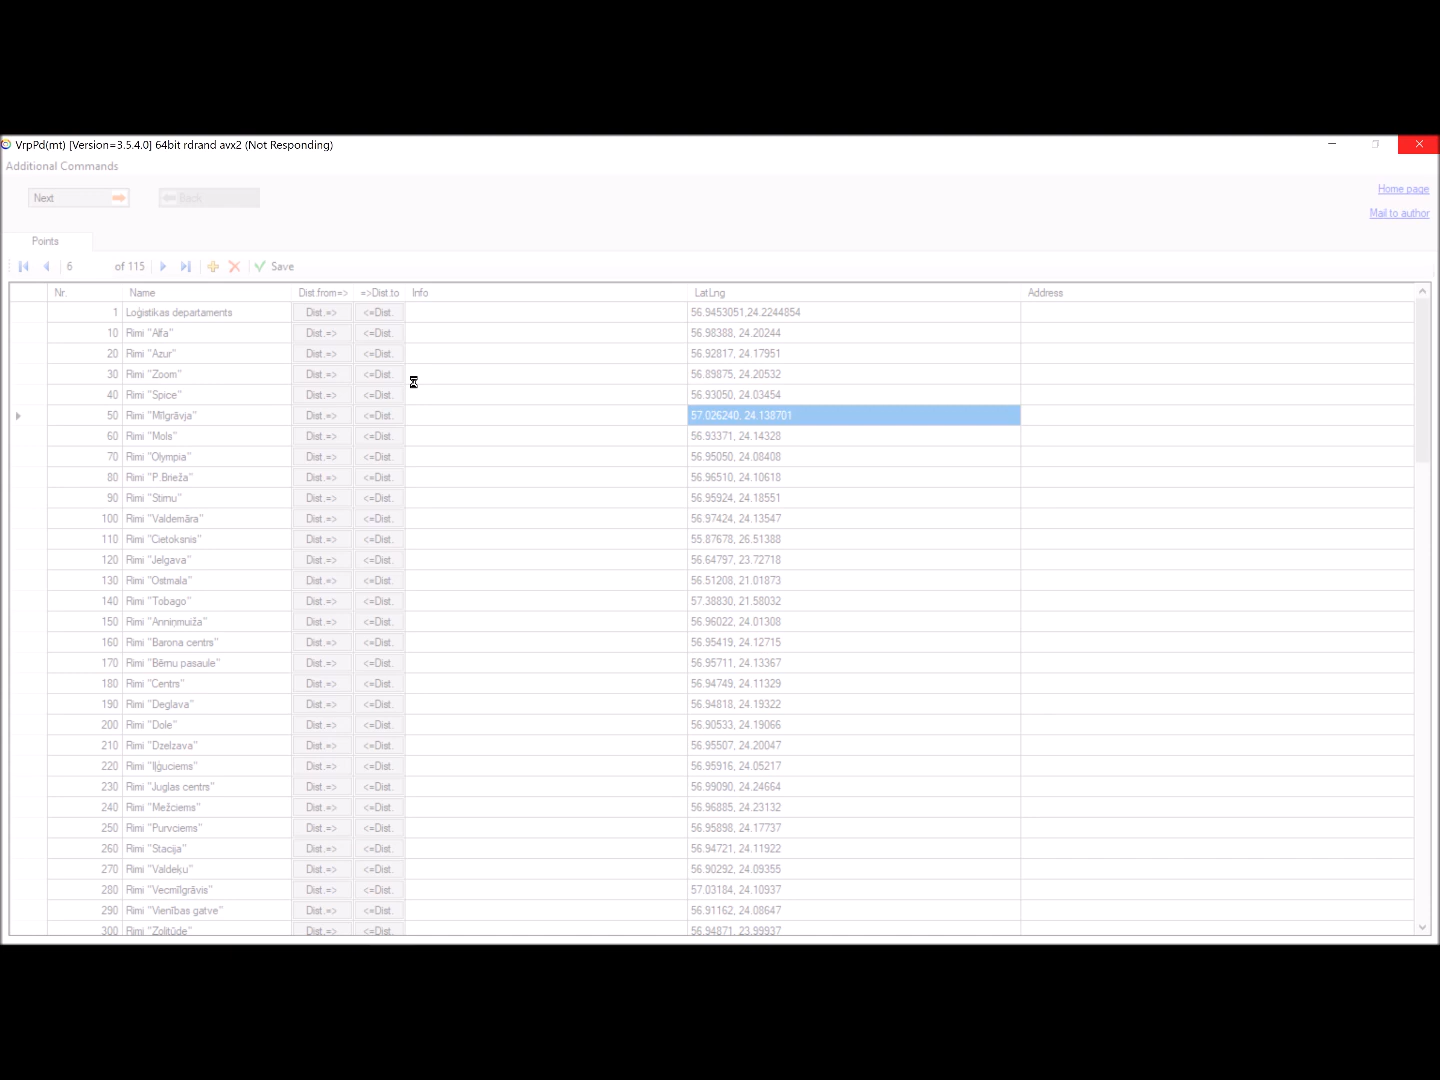 VrpPd(mt) [Version=3.5.4.0] 64bit rdrand avx2 (Not Responding)
Additional Commands
Next
Back
Home page
Mail to author
Points
6 of 115 Save
Nr. Name Dist.from=> =>Dist.to Info LatLng Address
1 Loģistikas departaments Dist.=> <=Dist. 56.9453051,24.2244854
10 Rimi "Alfa" Dist.=> <=Dist. 56.98388, 24.20244
20 Rimi "Azur" Dist.=> <=Dist. 56.92817, 24.17951
30 Rimi "Zoom" Dist.=> <=Dist. 56.89875, 24.20532
40 Rimi "Spice" Dist.=> <=Dist. 56.93050, 24.03454
50 Rimi "Mīlgrāvja" Dist.=> <=Dist. 57.026240, 24.138701
60 Rimi "Mols" Dist.=> <=Dist. 56.93371, 24.14328
70 Rimi "Olympia" Dist.=> <=Dist. 56.95050, 24.08408
80 Rimi "P.Brieža" Dist.=> <=Dist. 56.96510, 24.10618
90 Rimi "Stirnu" Dist.=> <=Dist. 56.95924, 24.18551
100 Rimi "Valdemāra" Dist.=> <=Dist. 56.97424, 24.13547
110 Rimi "Cietoksnis" Dist.=> <=Dist. 55.87678, 26.51388
120 Rimi "Jelgava" Dist.=> <=Dist. 56.64797, 23.72718
130 Rimi "Ostmala" Dist.=> <=Dist. 56.51208, 21.01873
140 Rimi "Tobago" Dist.=> <=Dist. 57.38830, 21.58032
150 Rimi "Anniņmuiža" Dist.=> <=Dist. 56.96022, 24.01308
160 Rimi "Barona centrs" Dist.=> <=Dist. 56.95419, 24.12715
170 Rimi "Bērnu pasaule" Dist.=> <=Dist. 56.95711, 24.13367
180 Rimi "Centrs" Dist.=> <=Dist. 56.94749, 24.11329
190 Rimi "Deglava" Dist.=> <=Dist. 56.94818, 24.19322
200 Rimi "Dole" Dist.=> <=Dist. 56.90533, 24.19066
210 Rimi "Dzelzava" Dist.=> <=Dist. 56.95507, 24.20047
220 Rimi "Iļģuciems" Dist.=> <=Dist. 56.95916, 24.05217
230 Rimi "Juglas centrs" Dist.=> <=Dist. 56.99090, 24.24664
240 Rimi "Mežciems" Dist.=> <=Dist. 56.96885, 24.23132
250 Rimi "Purvciems" Dist.=> <=Dist. 56.95898, 24.17737
260 Rimi "Stacija" Dist.=> <=Dist. 56.94721, 24.11922
270 Rimi "Valdeķu" Dist.=> <=Dist. 56.90292, 24.09355
280 Rimi "Vecmīlgrāvis" Dist.=> <=Dist. 57.03184, 24.10937
290 Rimi "Vienības gatve" Dist.=> <=Dist. 56.91162, 24.08647
300 Rimi "Zolitūde" Dist.=> <=Dist. 56.94871, 23.99937